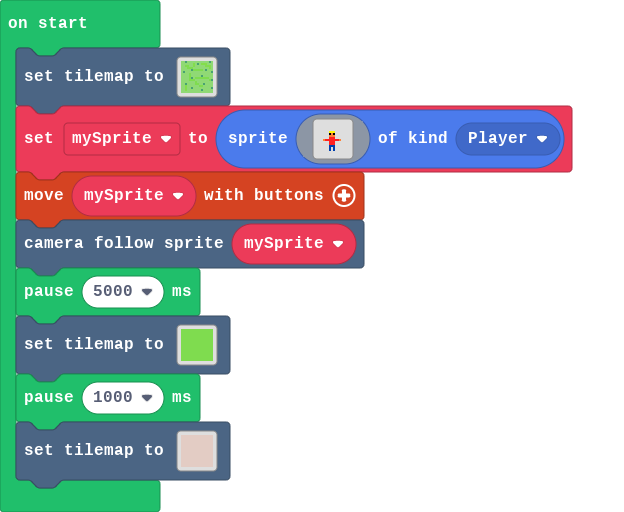 on start
set tilemap to
set mySprite to sprite of kind Player
move mySprite with buttons
camera follow sprite mySprite
pause 5000 ms
set tilemap to
pause 1000 ms
set tilemap to